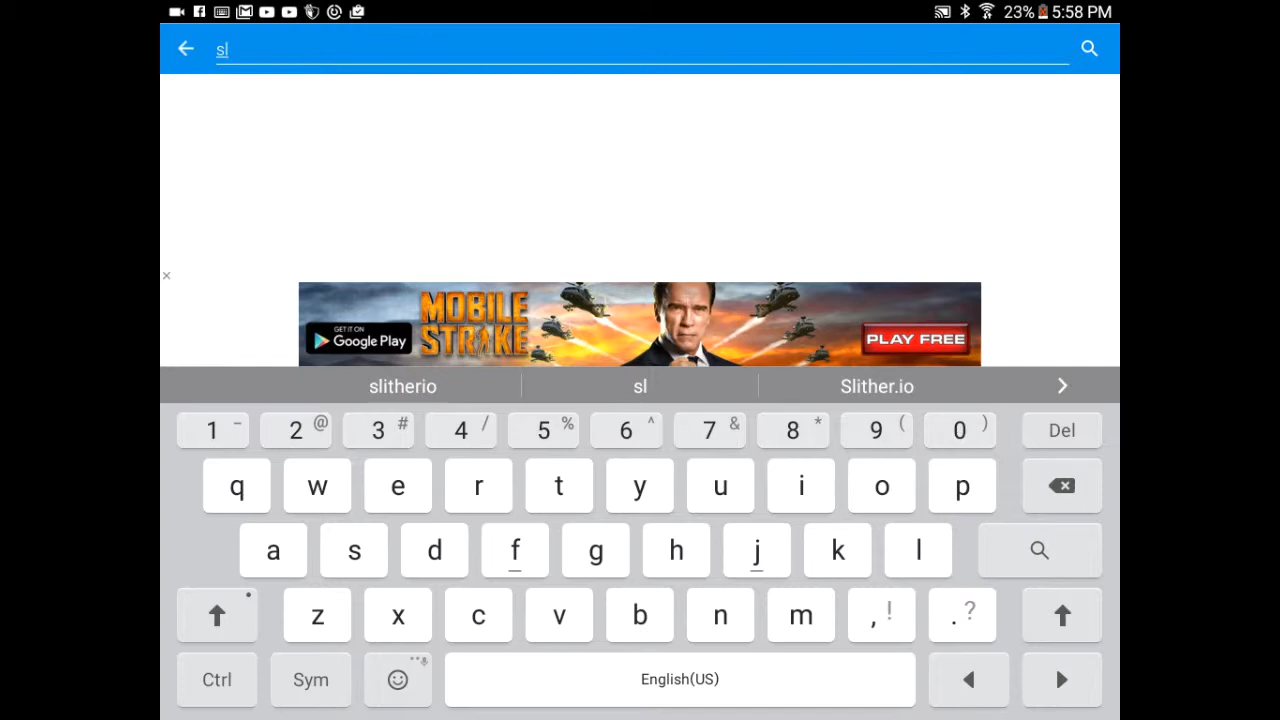 23% 5:58 PM
sl
MOBILE STRIKE
GET IT ON
Google Play
PLAY FREE
slitherio sl Slither.io
1 - 2 @ 3 # 4 / 5 % 6 ^ 7 & 8 * 9 ( 0 ) Del
q w e r t y u i o p
a s d f g h j k l
z x c v b n m , ! . ?
Ctrl Sym English(US)